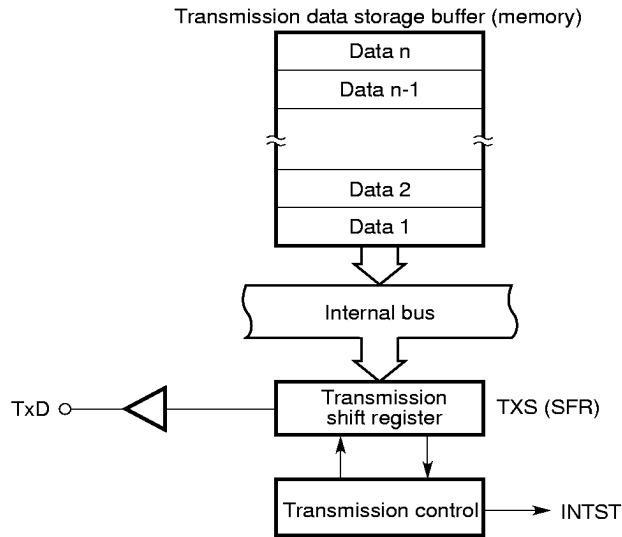 Transmission data storage buffer (memory)
Data n
Data n-1
Data 2
Data 1
Internal bus
TxD
Transmission
shift register
TXS (SFR)
Transmission control
INTST